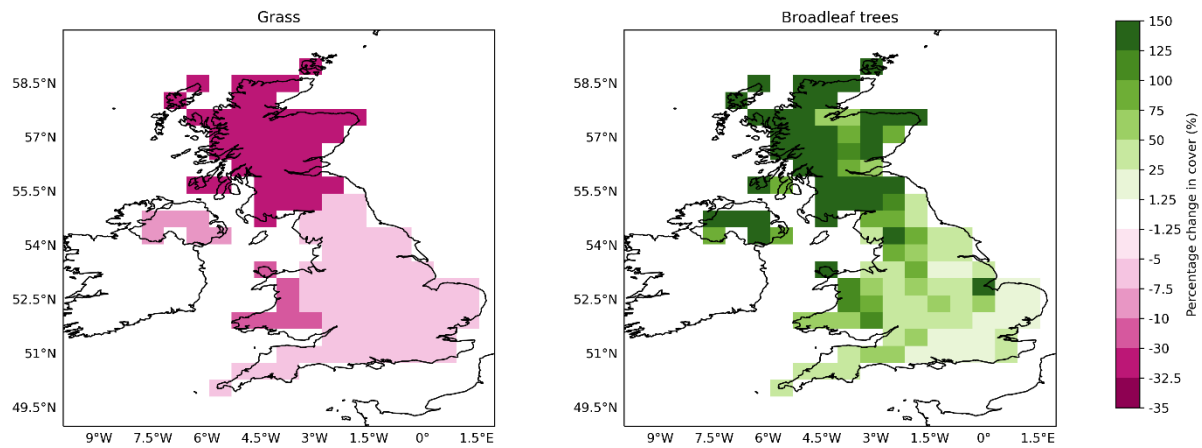 Grass
58.5°N
57°N
55.5°N
54°N
52.5°N
51°N
49.5°N
9°W 7.5°W 6°W 4.5°W 3°W 1.5°W 0° 1.5°E
Broadleaf trees
58.5°N
57°N
55.5°N
54°N
52.5°N
51°N
49.5°N
9°W 7.5°W 6°W 4.5°W 3°W 1.5°W 0° 1.5°E
150
125
100
75
50
25
1.25
-1.25
-5
-7.5
-10
-30
-32.5
-35
Percentage change in cover (%)